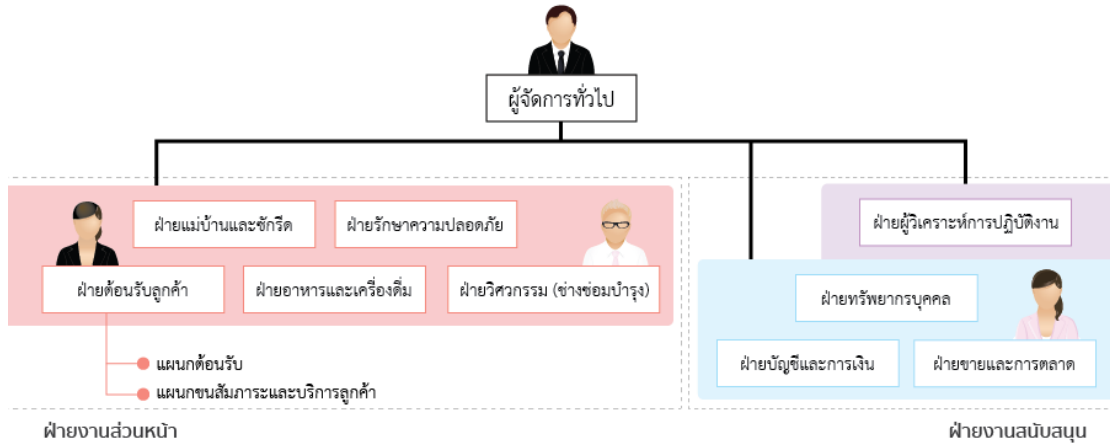 ผู้จัดการทั่วไป
ฝ่ายแม่บ้านและซักรีด
ฝ่ายรักษาความปลอดภัย
ฝ่ายต้อนรับลูกค้า
ฝ่ายอาหารและเครื่องดื่ม
ฝ่ายวิศวกรรม (ช่างซ่อมบำรุง)
แผนกต้อนรับ
แผนกขนสัมภาระและบริการลูกค้า
ฝ่ายงานส่วนหน้า
ฝ่ายผู้วิเคราะห์การปฏิบัติงาน
ฝ่ายทรัพยากรบุคคล
ฝ่ายบัญชีและการเงิน
ฝ่ายขายและการตลาด
ฝ่ายงานสนับสนุน